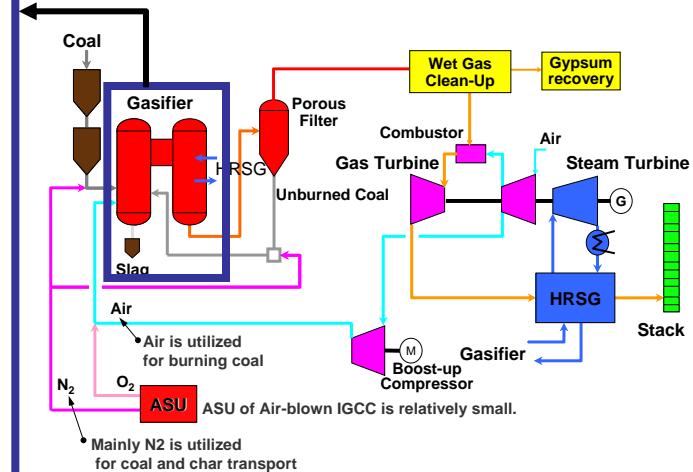 Coal
Gasifier
HRSG
Slag
Porous
Filter
Unburned Coal
Wet Gas
Clean-Up
Gypsum
recovery
Combustor
Air
Gas Turbine
Steam Turbine
G
HRSG
Stack
Gasifier
M
Boost-up
Compressor
Air
Air is utilized
for burning coal
N2
O2
ASU
ASU of Air-blown IGCC is relatively small.
Mainly N2 is utilized
for coal and char transport